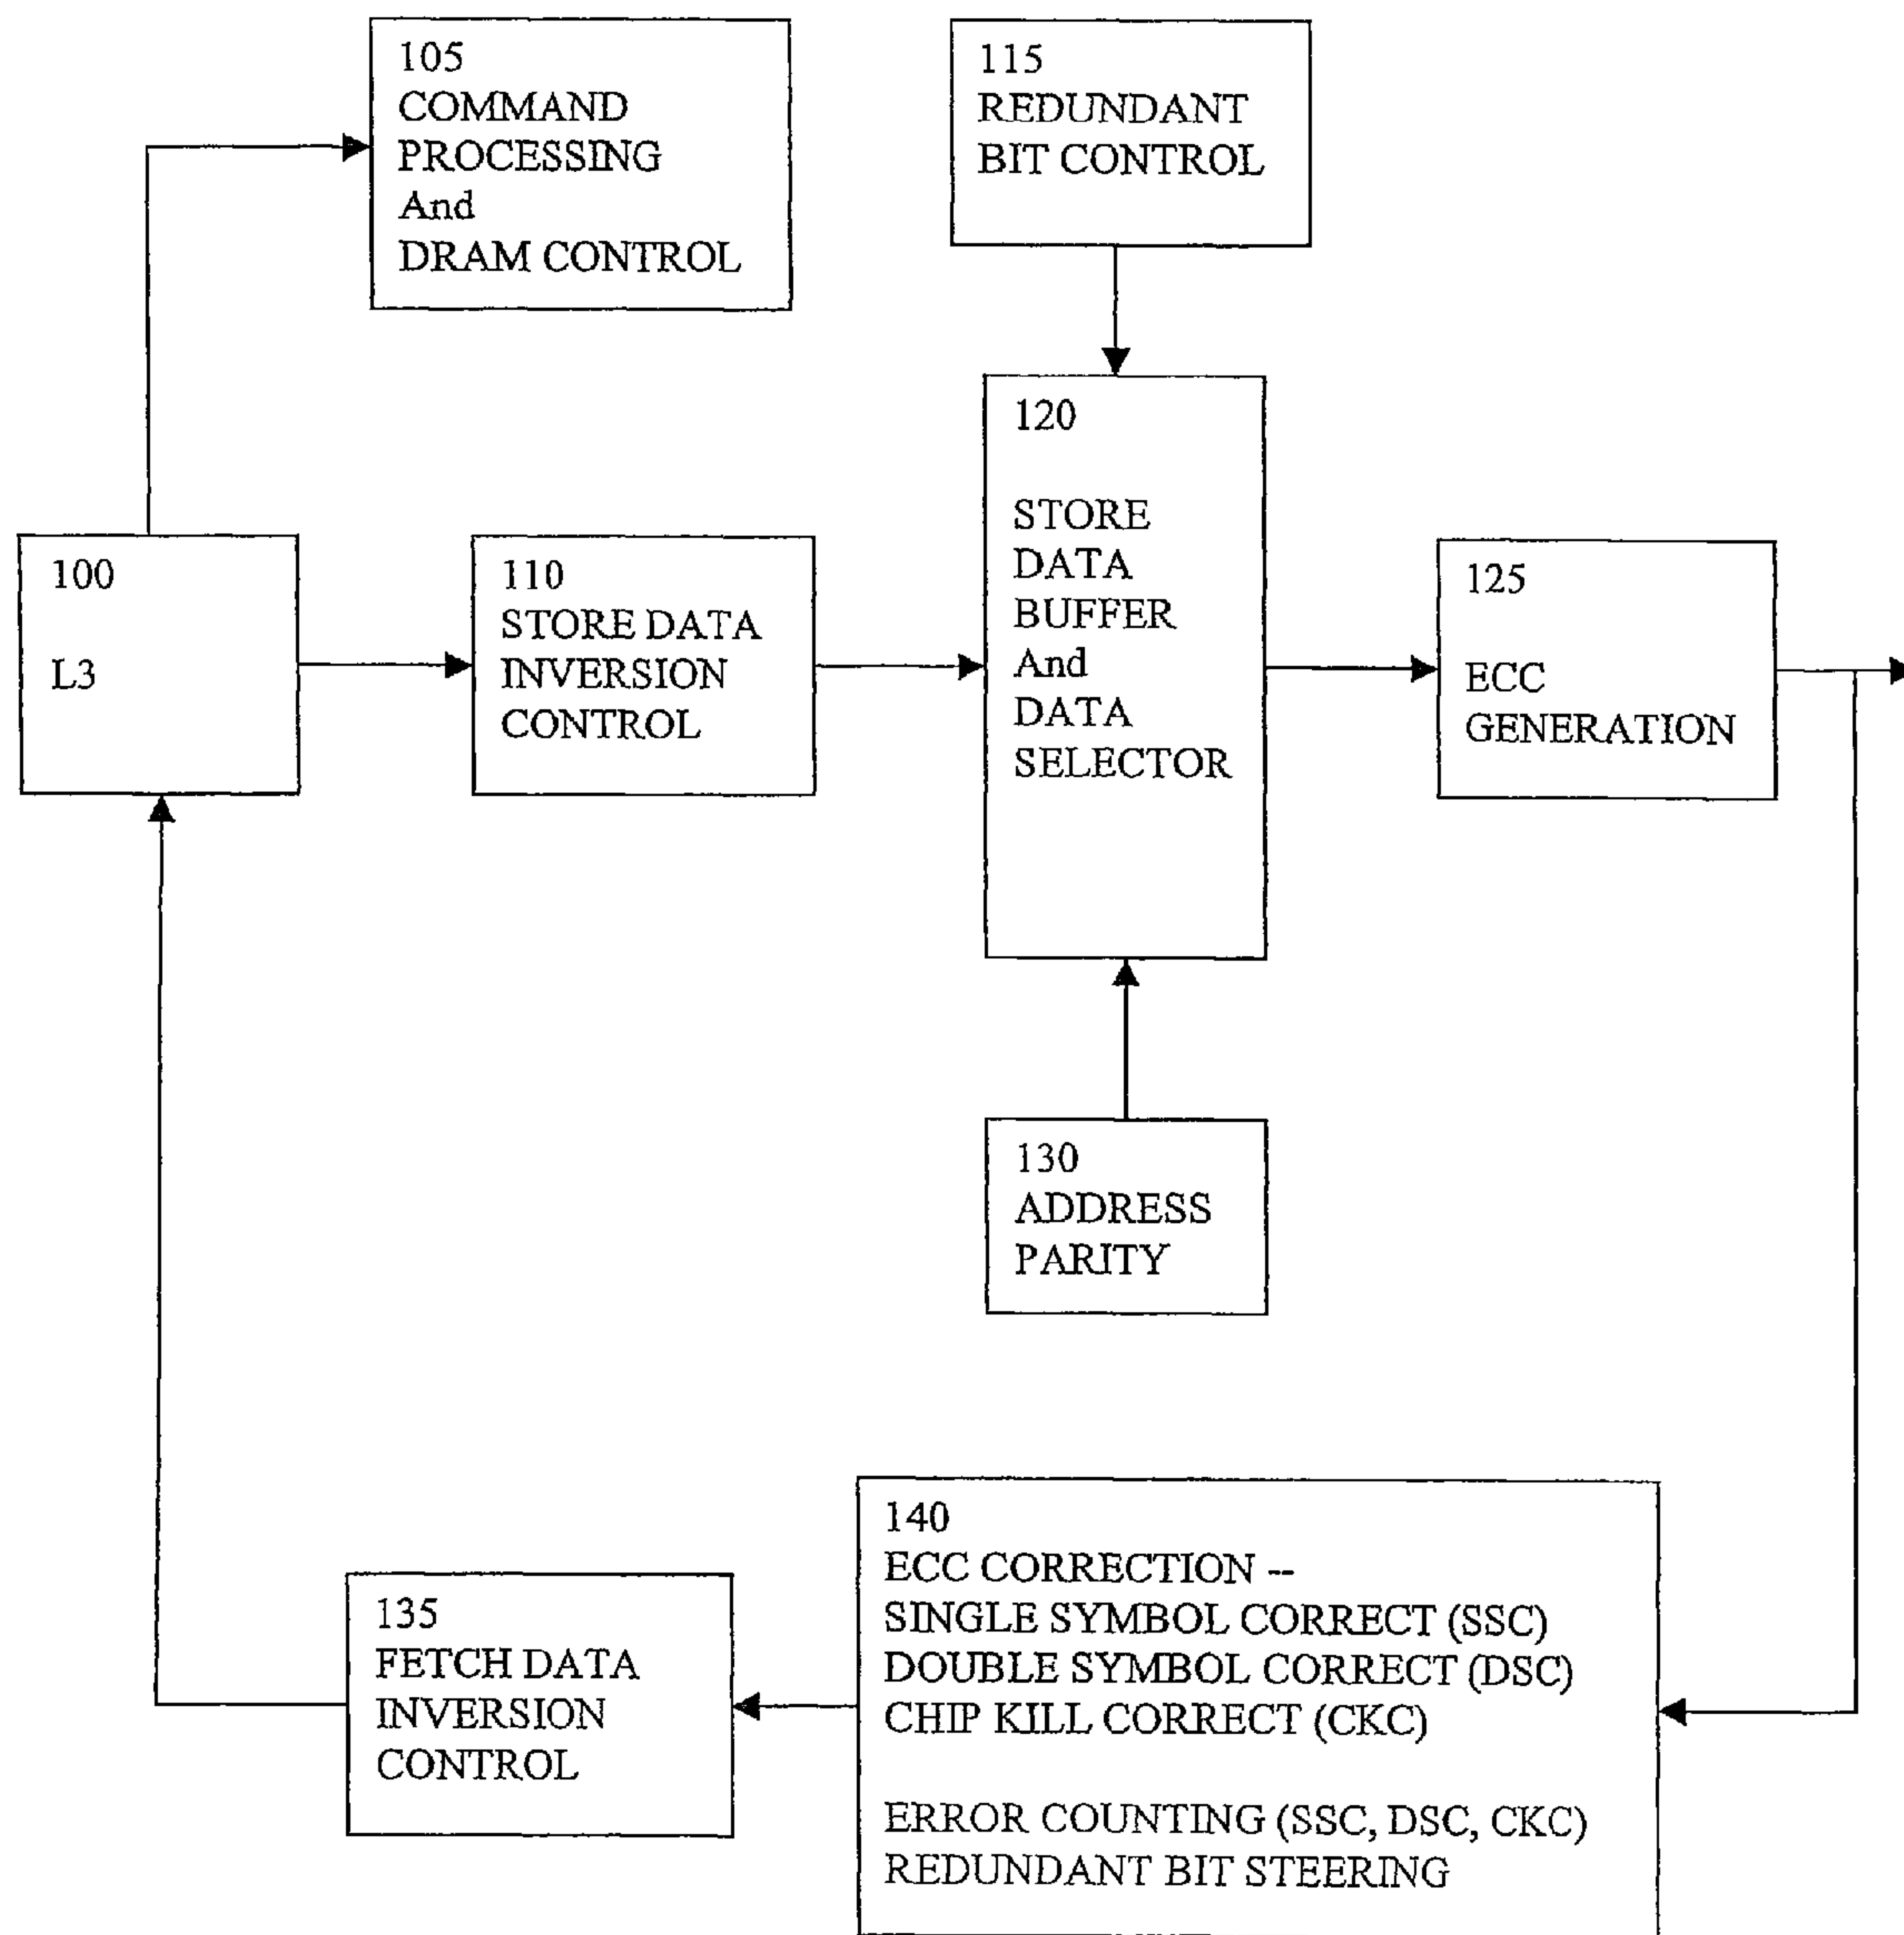 105
COMMAND
PROCESSING
And
DRAM CONTROL
115
REDUNDANT
BIT CONTROL
100
L3
110
STORE DATA
INVERSION
CONTROL
120
STORE
DATA
BUFFER
And
DATA
SELECTOR
125
ECC
GENERATION
130
ADDRESS
PARITY
135
FETCH DATA
INVERSION
CONTROL
140
ECC CORRECTION --
SINGLE SYMBOL CORRECT (SSC)
DOUBLE SYMBOL CORRECT (DSC)
CHIP KILL CORRECT (CKC)
ERROR COUNTING (SSC, DSC, CKC)
REDUNDANT BIT STEERING